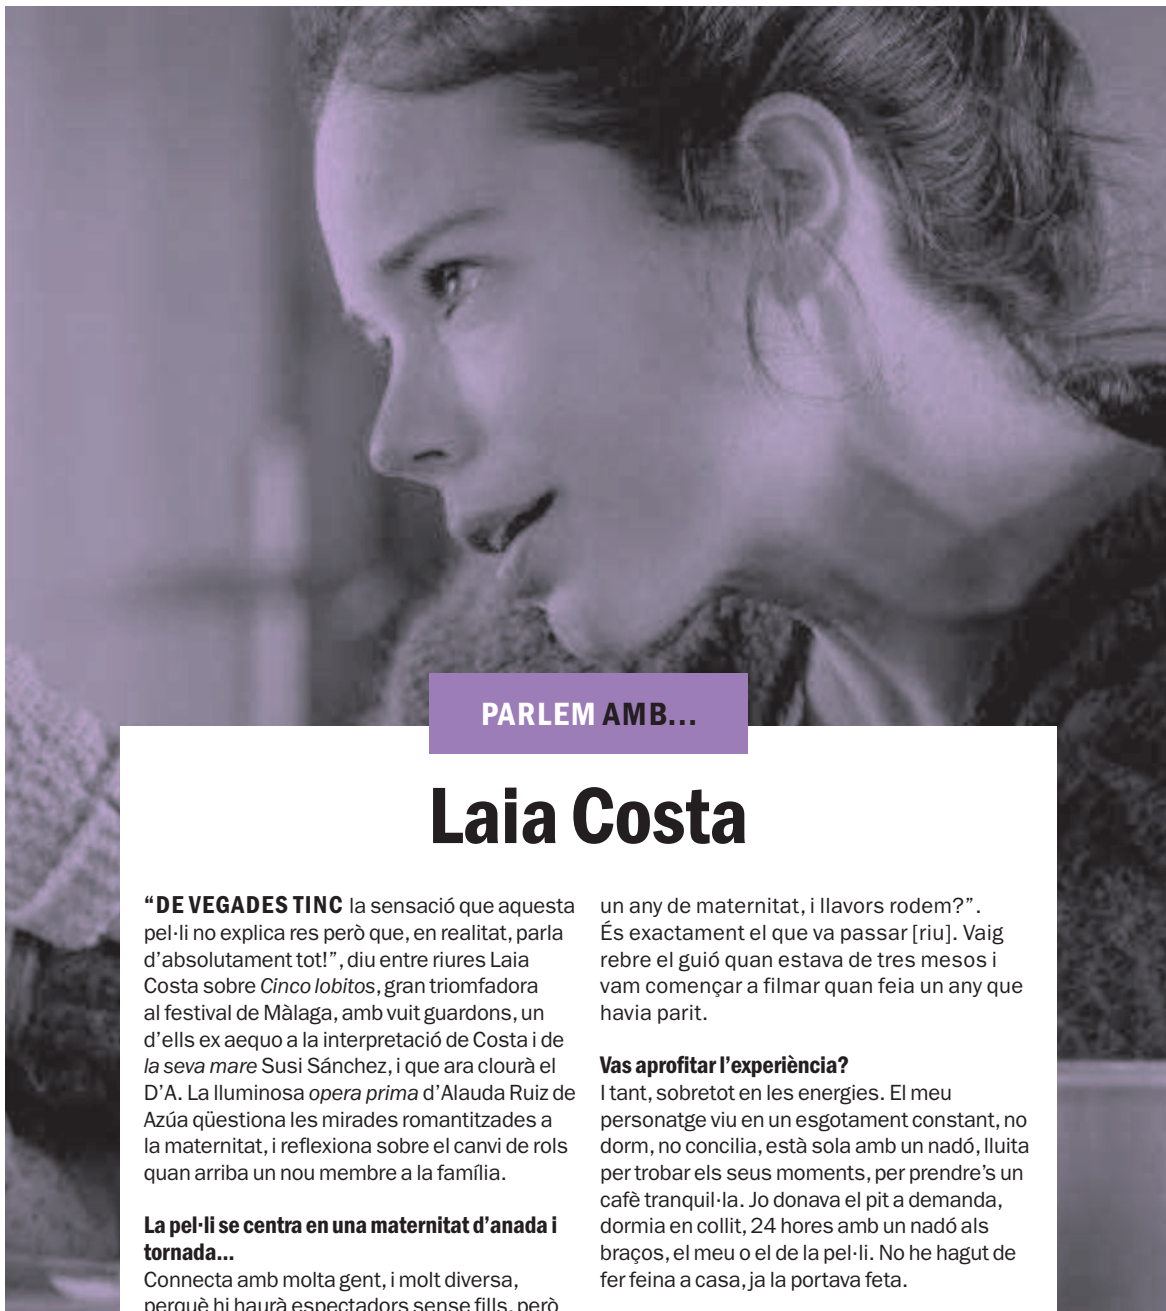 PARLEM AMB...
Laia Costa
“DE VEGADES TINC la sensació que aquesta
pel·li no explica res però que, en realitat, parla
d’absolutament tot!”, diu entre riures Laia
Costa sobre Cinco lobitos, gran triomfadora
al festival de Màlaga, amb vuit guardons, un
d’ells ex aequo a la interpretació de Costa i de
la seva mare Susi Sánchez, i que ara clourà el
D’A. La lluminosa opera prima d’Alauda Ruiz de
Azúa qüestiona les mirades romantitzades a
la maternitat, i reflexiona sobre el canvi de rols
quan arriba un nou membre a la família.
La pel·li se centra en una maternitat d’anada i
tornada...
Connecta amb molta gent, i molt diversa,
perquè hi haurà espectadors sense fills, però
un any de maternitat, i llavors rodem?”.
És exactament el que va passar [riu]. Vaig
rebre el guió quan estava de tres mesos i
vam començar a filmar quan feia un any que
havia parit.
Vas aprofitar l’experiència?
I tant, sobretot en les energies. El meu
personatge viu en un esgotament constant, no
dorm, no concilia, està sola amb un nadó, lluita
per trobar els seus moments, per prendre’s un
cafè tranquil·la. Jo donava el pit a demanda,
dormia en collit, 24 hores amb un nadó als
braços, el meu o el de la pel·li. No he hagut de
fer feina a casa, ja la portava feta.